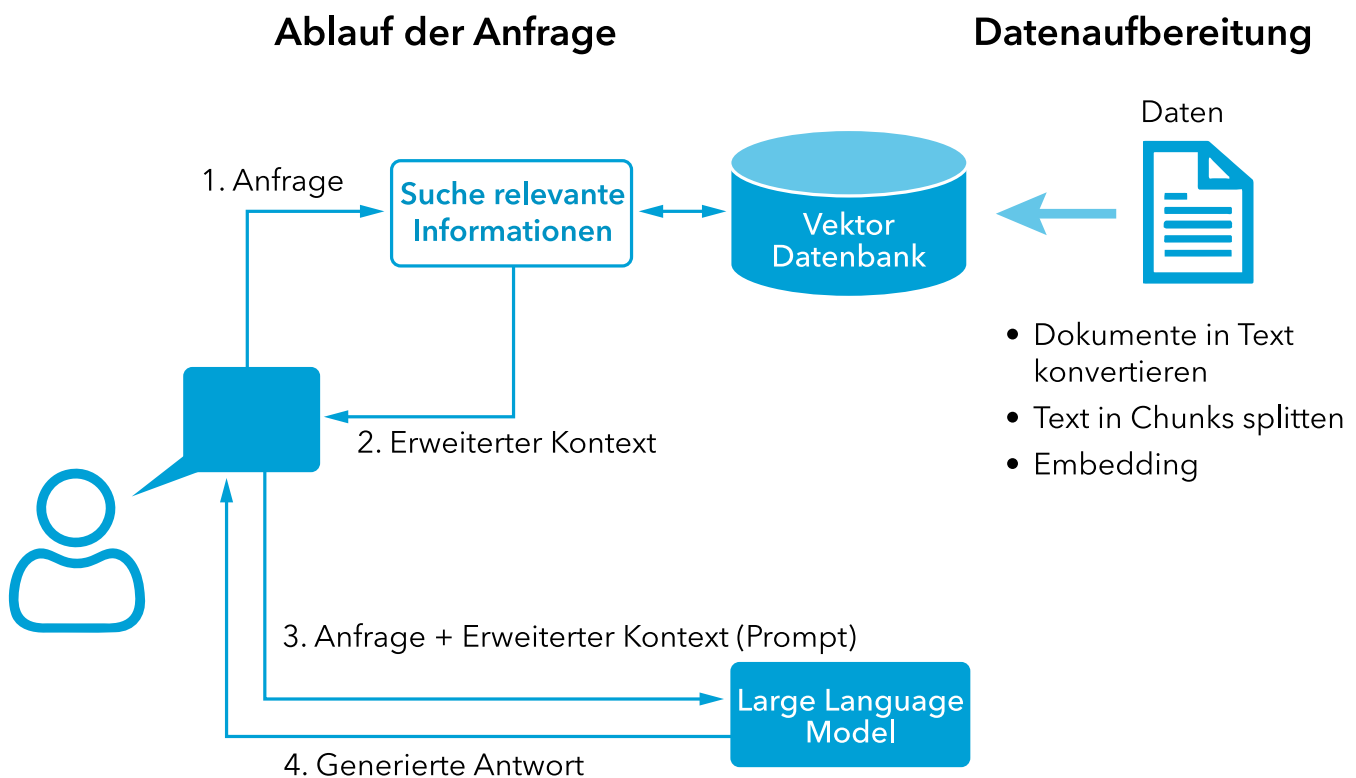 Ablauf der Anfrage
Datenaufbereitung
Daten
1. Anfrage
Suche relevante
Informationen
Vektor
Datenbank
• Dokumente in Text
konvertieren
• Text in Chunks splitten
• Embedding
2. Erweiterter Kontext
3. Anfrage + Erweiterter Kontext (Prompt)
Large Language
Model
4. Generierte Antwort